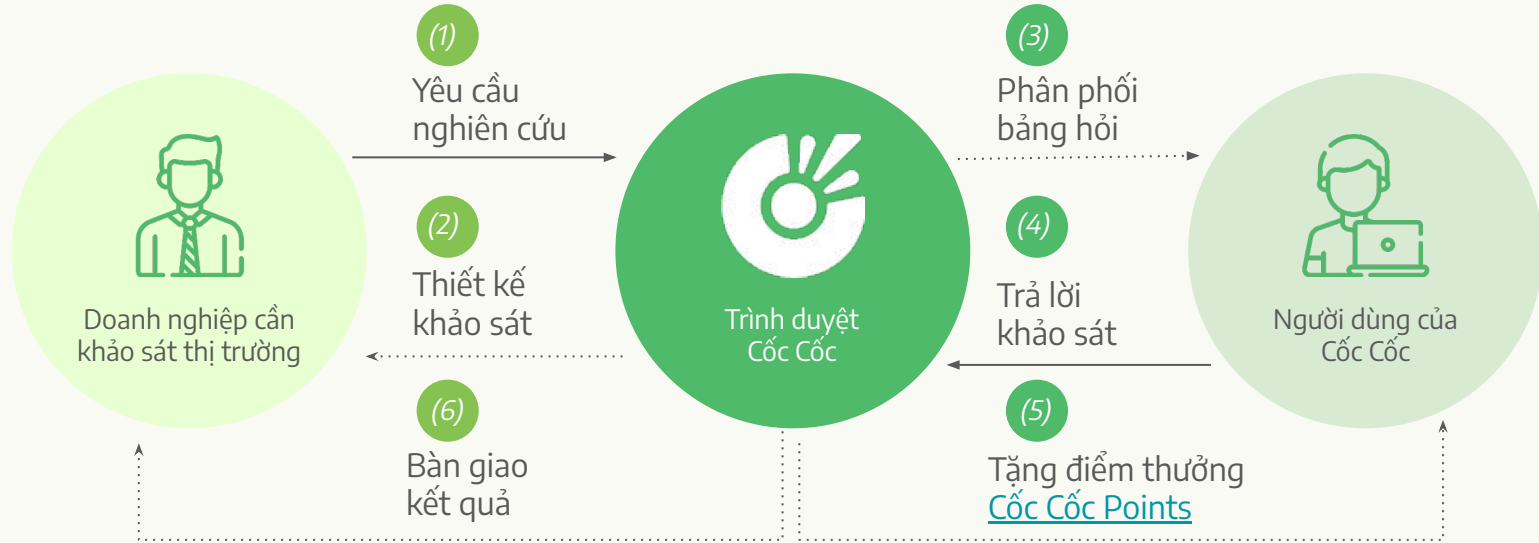 (1)
Yêu cầu
nghiên cứu
(3)
Phân phối
bảng hỏi
(2)
Thiết kế
khảo sát
(4)
Trả lời
khảo sát
Doanh nghiệp cần
khảo sát thị trường
Trình duyệt
Cốc Cốc
Người dùng của
Cốc Cốc
(6)
Bàn giao
kết quả
(5)
Tặng điểm thưởng
Cốc Cốc Points